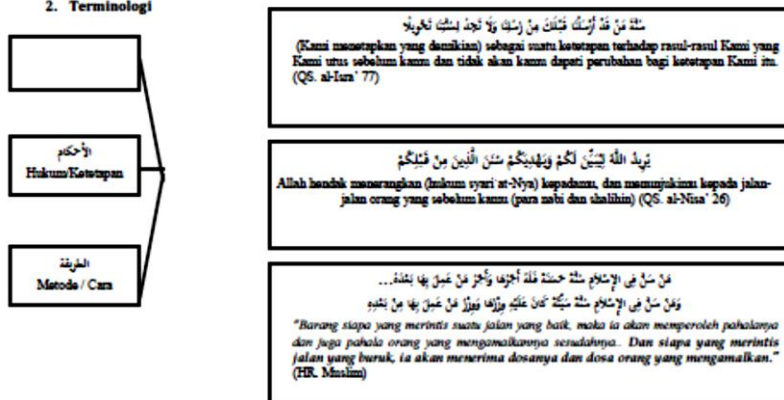 2. Terminologi
الأحكام
Hukum/Ketetapan
الطريقة
Metode / Cara
سُنَّةَ مَنْ قَدْ أَرْسَلْنَا قَبْلَكَ مِنْ رُسُلِنَا وَلَا تَجِدُ لِسُنَّتِنَا تَحْوِيلًا
(Kami menetapkan yang demikian) sebagai suatu ketetapan terhadap rasul-rasul Kami yang
Kami utus sebelum kamu dan tidak akan kamu dapati perubahan bagi ketetapan Kami itu.
(QS. al-Isra' 77)
يُرِيدُ اللَّهُ لِيُبَيِّنَ لَكُمْ وَيَهْدِيَكُمْ سُنَنَ الَّذِينَ مِنْ قَبْلِكُمْ
Allah hendak menerangkan (hukum syari'at-Nya) kepadamu, dan menunjukimu kepada jalan-
jalan orang yang sebelum kamu (para nabi dan shalihin) (QS. al-Nisa' 26)
مَنْ سَنَّ فِى الإِسْلاَمِ سُنَّةً حَسَنَةً فَلَهُ أَجْرُهَا وَأَجْرُ مَنْ عَمِلَ بِهَا بَعْدَهُ...
وَمَنْ سَنَّ فِى الإِسْلاَمِ سُنَّةً سَيِّئَةً كَانَ عَلَيْهِ وِزْرُهَا وَوِزْرُ مَنْ عَمِلَ بِهَا مِنْ بَعْدِهِ
"Barang siapa yang merintis suatu jalan yang baik, maka ia akan memperoleh pahalanya
dan juga pahala orang yang mengamalkannya sesudahnya.. Dan siapa yang merintis
jalan yang buruk, ia akan menerima dosanya dan dosa orang yang mengamalkan."
(HR. Muslim)